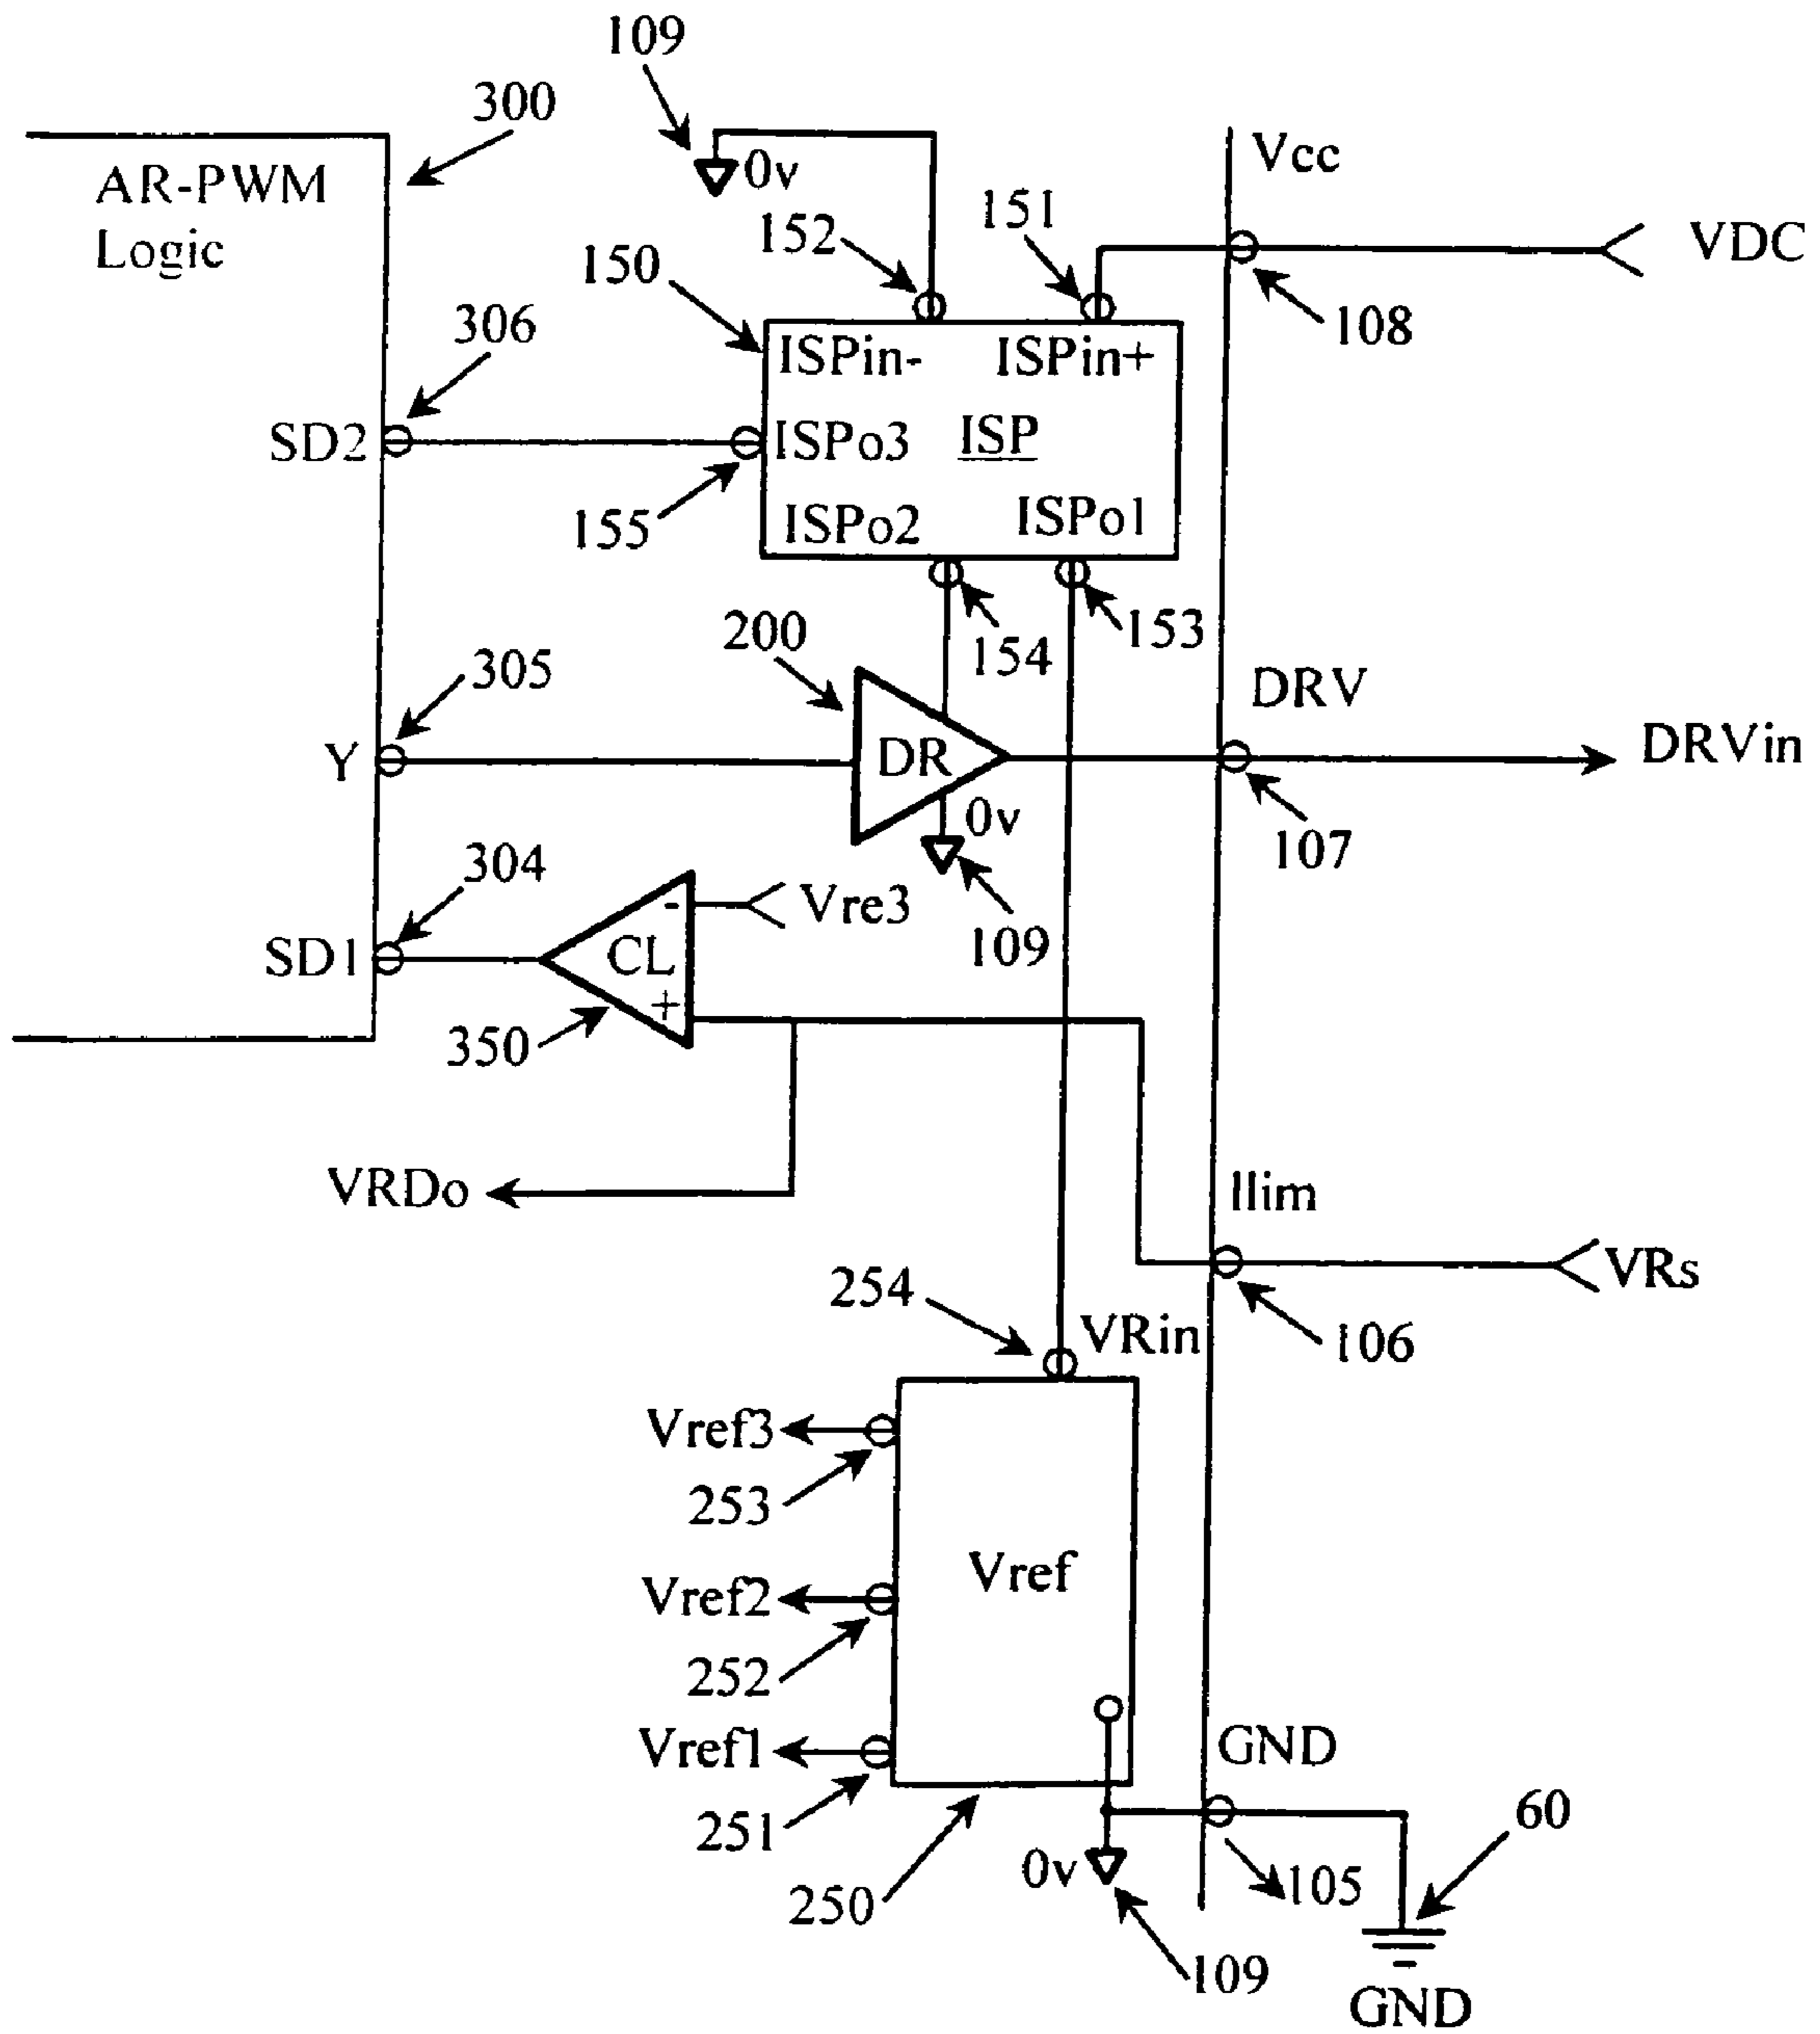 109
300
AR-PWM
Logic
0v
Vcc
152
151
VDC
150
108
306
ISPin-
ISPin+
SD2
ISPo3
ISP
155
ISPo2
ISPo1
200
154
153
305
DRV
Y
DR
DRVin
0v
107
304
-
Vre3
109
SD1
CL
+
350
VRDo
Ilim
254
VRs
VRin
106
Vref3
253
Vref
Vref2
252
Vref1
GND
251
60
0v
105
250
109
GND